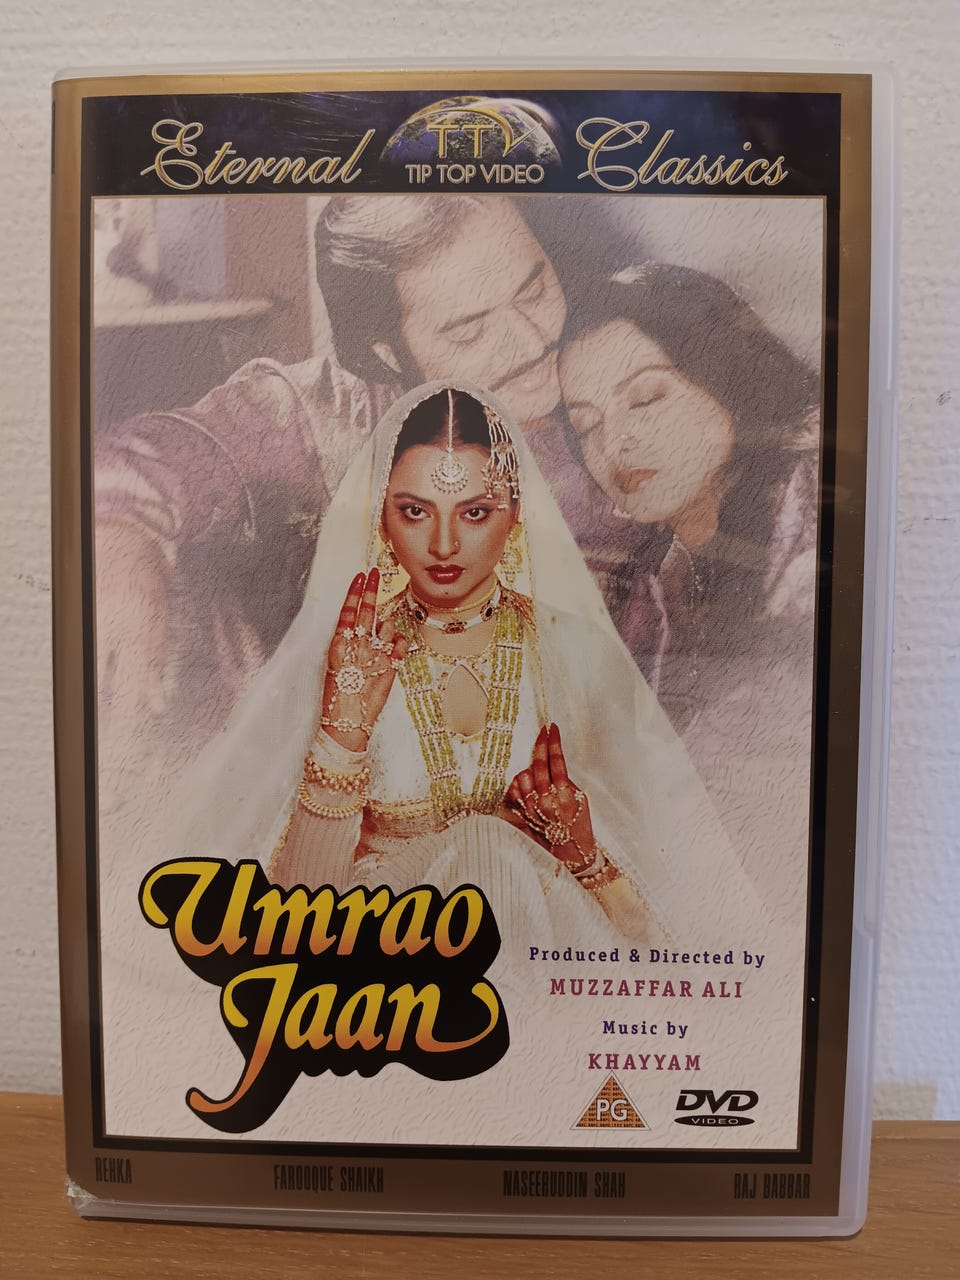 Eternal TTV Classics
TIP TOP VIDEO
Umrao
Jaan
Produced & Directed by
MUZZAFFAR ALI
Music by
KHAYYAM
PG
DVD
VIDEO
REHKA FAROOQUE SHAIKH NASEERUDDIN SHAH RAJ BABBAR